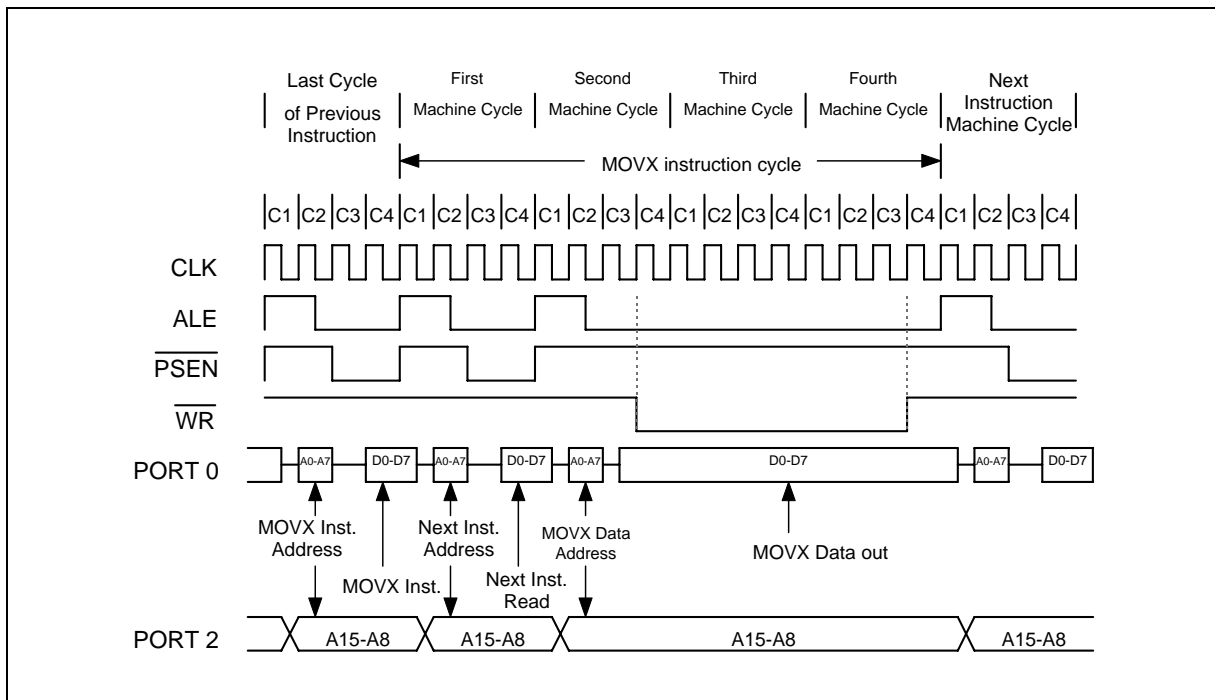 Last Cycle
of Previous
Instruction
First
Machine Cycle
Second
Machine Cycle
Third
Machine Cycle
Fourth
Machine Cycle
Next
Instruction
Machine Cycle
MOVX instruction cycle
C1 C2 C3 C4 C1 C2 C3 C4 C1 C2 C3 C4 C1 C2 C3 C4 C1 C2 C3 C4 C1 C2 C3 C4
CLK
ALE
PSEN
WR
PORT 0
A0-A7 D0-D7 A0-A7 D0-D7 A0-A7 D0-D7 A0-A7 D0-D7
MOVX Inst.
Address
MOVX Inst.
Next Inst.
Address
Next Inst.
Read
MOVX Data
Address
MOVX Data out
PORT 2
A15-A8 A15-A8 A15-A8 A15-A8